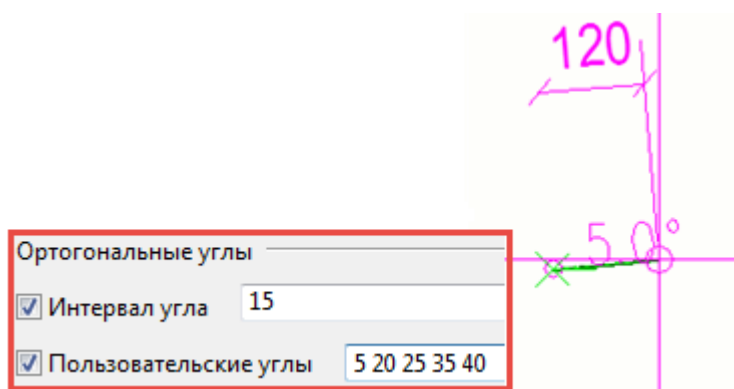 120
5.0°
Ортогональные углы
Интервал угла 15
Пользовательские углы 5 20 25 35 40